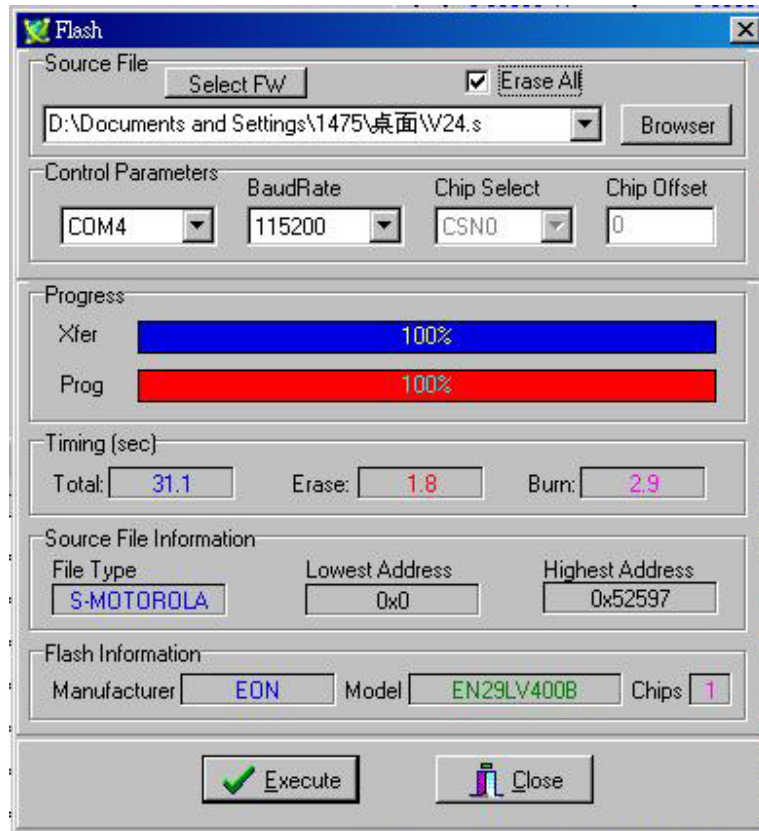 Flash
Source File
Select FW
Erase All
D:\Documents and Settings\1475\桌面\V24.s
Browser
Control Parameters
BaudRate
Chip Select
Chip Offset
COM4
115200
CSN0
0
Progress
Xfer
100%
Prog
100%
Timing (sec)
Total: 31.1 Erase: 1.8 Burn: 2.9
Source File Information
File Type Lowest Address Highest Address
S-MOTOROLA 0x0 0x52597
Flash Information
Manufacturer EON Model EN29LV400B Chips 1
Execute
Close